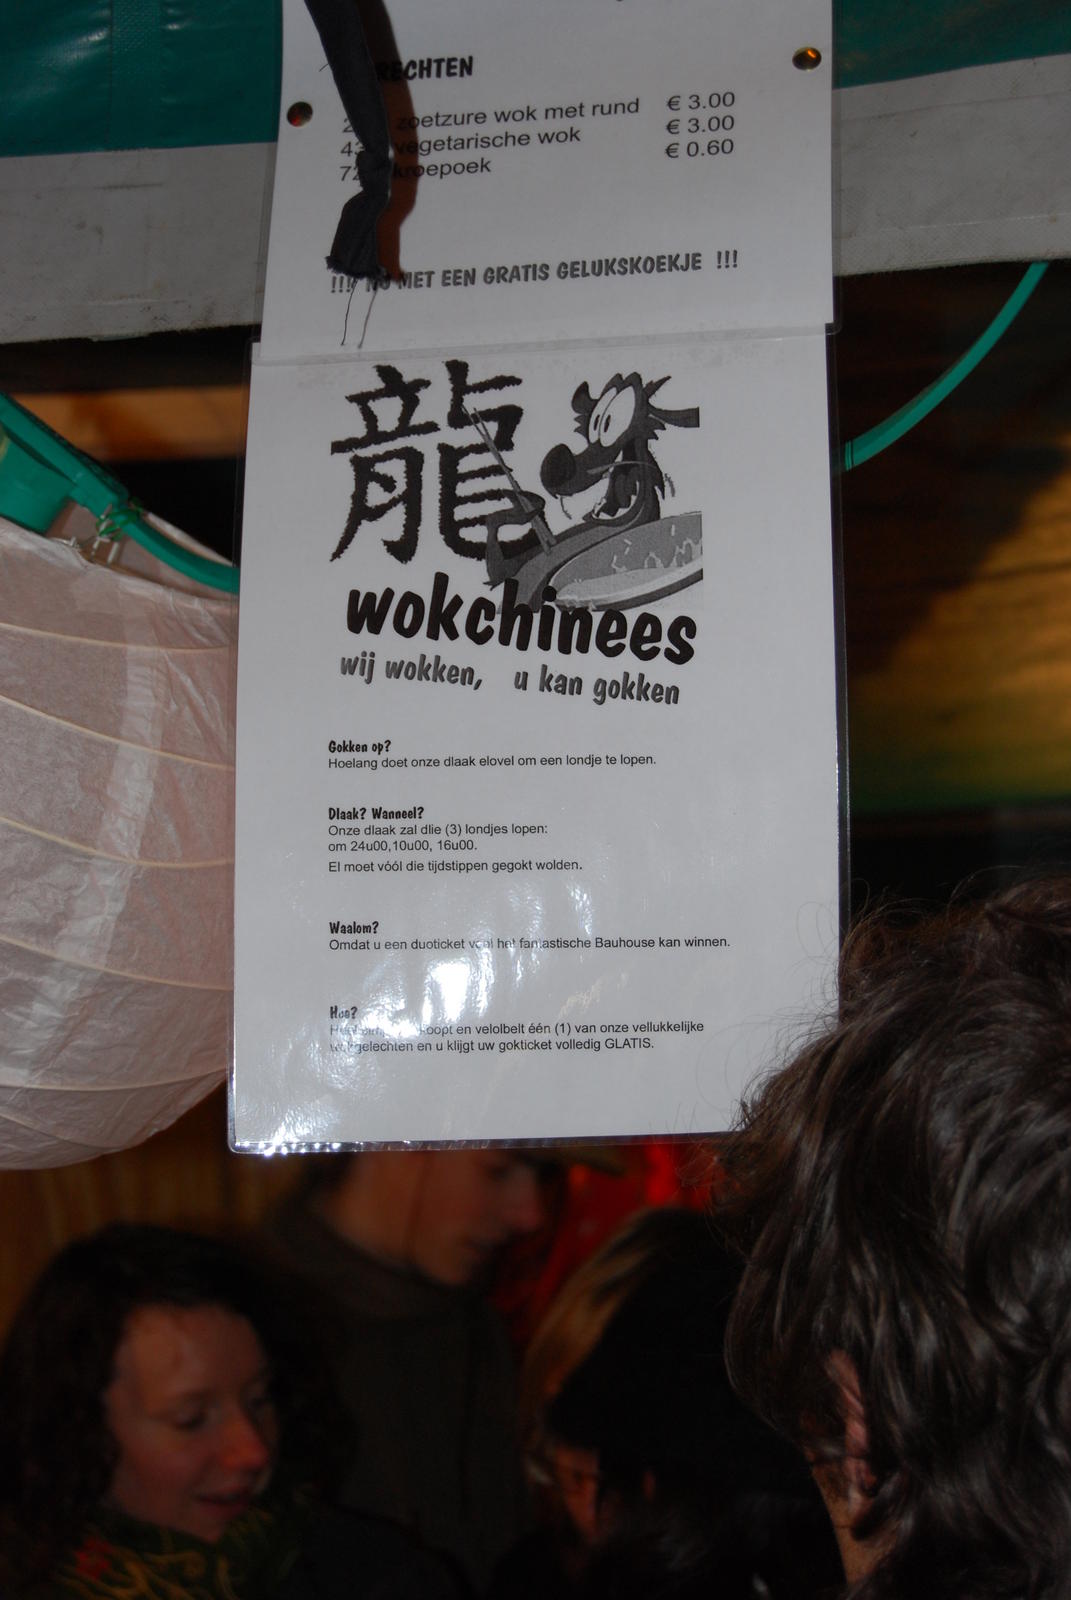 RECHTEN
zoetzure wok met rund € 3.00
vegetarische wok € 3.00
kroepoek € 0.60
!!! NU MET EEN GRATIS GELUKSKOEKJE !!!
龍
wokchinees
wij wokken, u kan gokken
Gokken op?
Hoelang doet onze dlaak elovel om een londje te lopen.
Dlaak? Wanneel?
Onze dlaak zal dlie (3) londjes lopen:
om 24u00,10u00, 16u00.
El moet vóól die tijdstippen gegokt wolden.
Waalom?
Omdat u een duoticket vool het fantastische Bauhouse kan winnen.
Hoe?
koopt en velolbelt één (1) van onze vellukkelijke
wokgelechten en u klijgt uw gokticket volledig GLATIS.